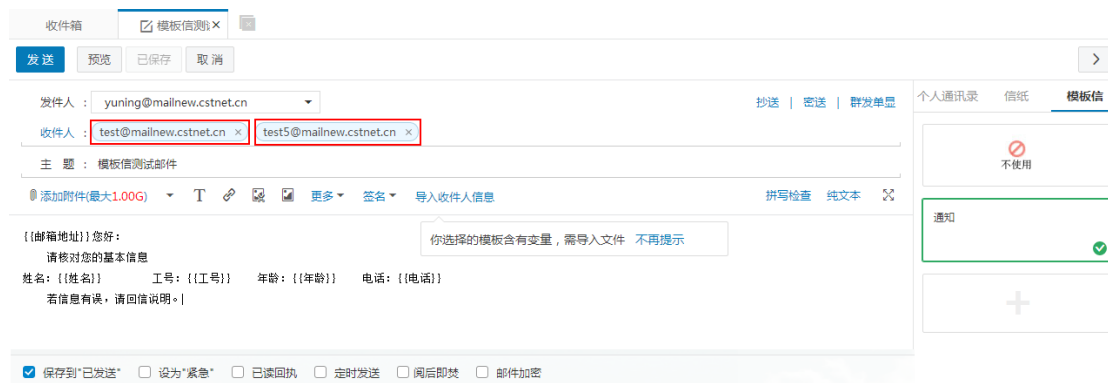 收件箱 模板信测试
发送 预览 已保存 取消
发件人 : yuning@mailnew.cstnet.cn 抄送 | 密送 | 群发单显 个人通讯录 信纸 模板信
收件人 : test@mailnew.cstnet.cn × test5@mailnew.cstnet.cn ×
不使用
主 题 : 模板信测试邮件
添加附件(最大1.00G) T 更多 签名 导入收件人信息 拼写检查 纯文本
通知
{{邮箱地址}}您好：
你选择的模板含有变量，需导入文件 不再提示
请核对您的基本信息
姓名：{{姓名}} 工号：{{工号}} 年龄：{{年龄}} 电话：{{电话}}
若信息有误，请回信说明。
保存到"已发送" 设为"紧急" 已读回执 定时发送 阅后即焚 邮件加密